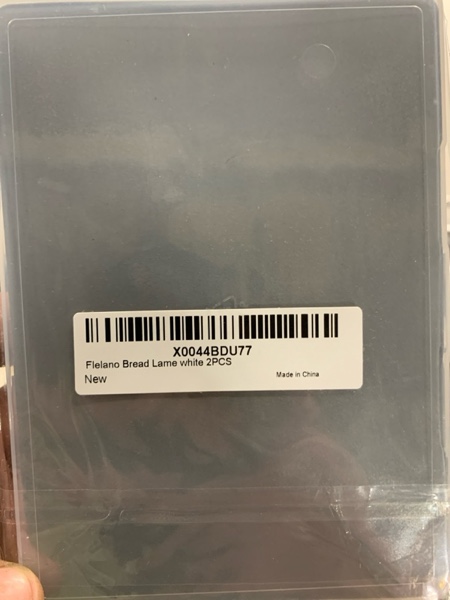 X0044BDU77
Flelano Bread Lame white 2PCS
New
Made in China